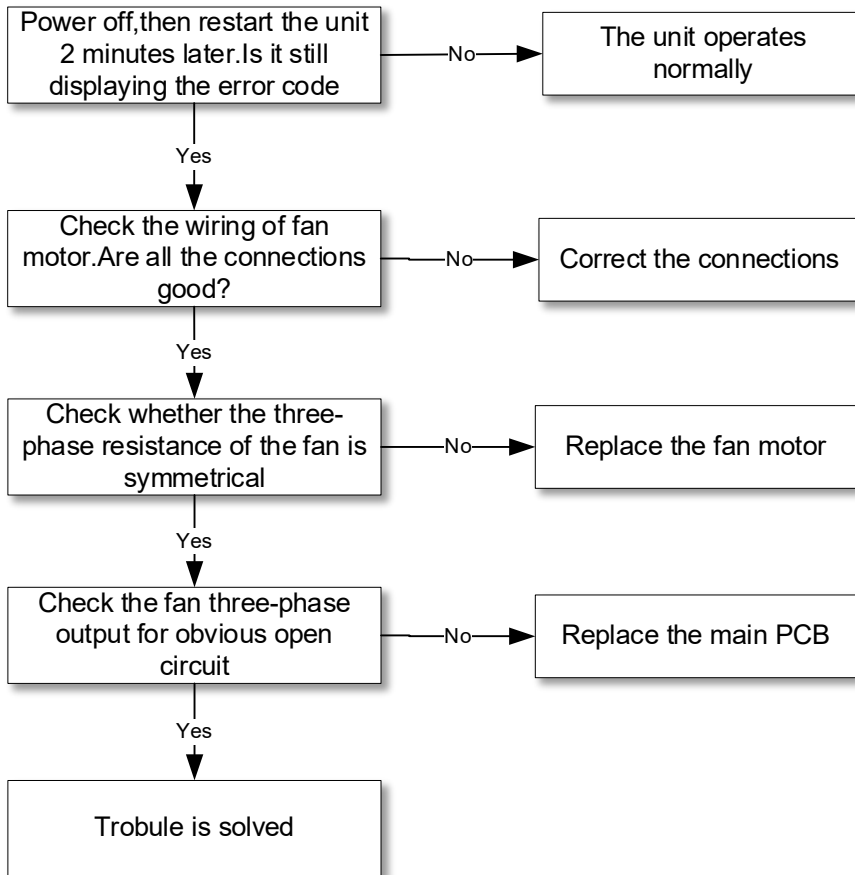 Power off,then restart the unit
2 minutes later.Is it still
displaying the error code
No
The unit operates
normally
Yes
Check the wiring of fan
motor.Are all the connections
good?
No
Correct the connections
Yes
Check whether the three-
phase resistance of the fan is
symmetrical
No
Replace the fan motor
Yes
Check the fan three-phase
output for obvious open
circuit
No
Replace the main PCB
Yes
Trobule is solved